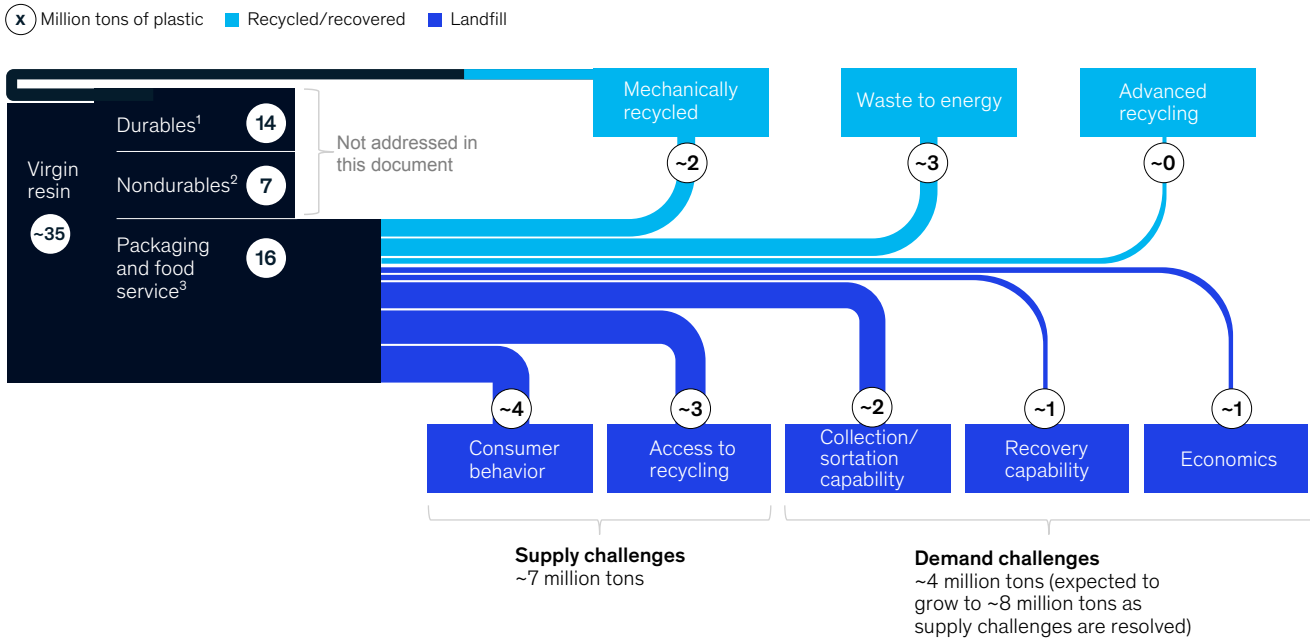 x Million tons of plastic Recycled/recovered Landfill
Mechanically
recycled
Waste to energy
Advanced
recycling
Durables1 14
Not addressed in
this document
~2
~3
~0
Virgin
resin
~35
Nondurables2 7
Packaging
and food
service3
16
~4
~3
~2
~1
~1
Consumer
behavior
Access to
recycling
Collection/
sortation
capability
Recovery
capability
Economics
Supply challenges
~7 million tons
Demand challenges
~4 million tons (expected to
grow to ~8 million tons as
supply challenges are resolved)